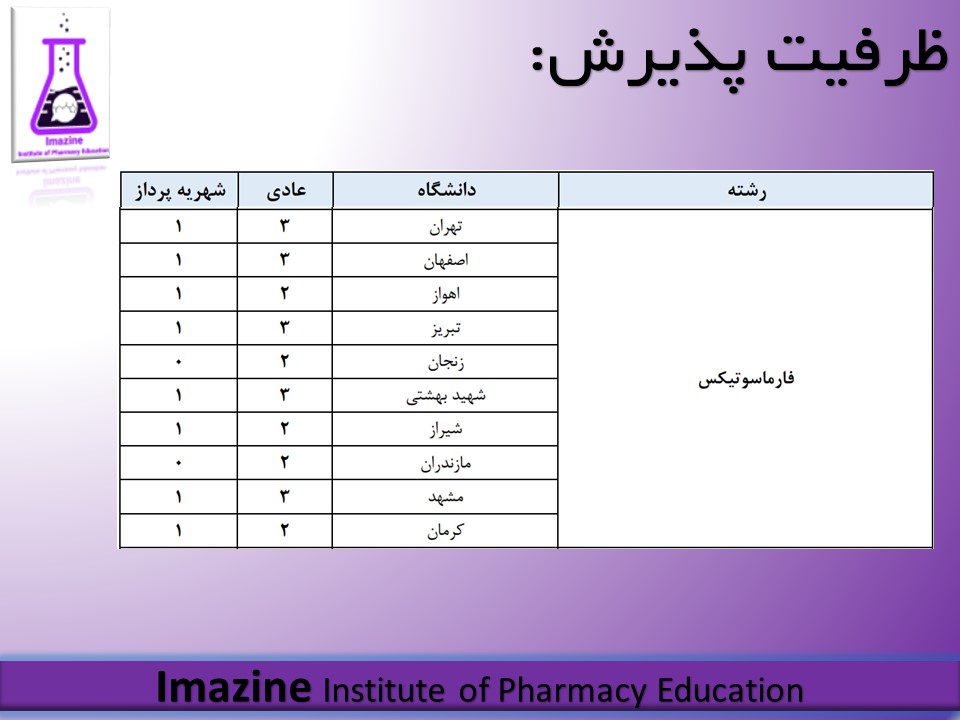 ظرفیت پذیرش:
Imazine
Institute of Pharmacy Education
رشته دانشگاه عادی شهریه پرداز
فارماسوتیکس
تهران ۳ ۱
اصفهان ۳ ۱
اهواز ۲ ۱
تبریز ۳ ۱
زنجان ۲ ۰
شهید بهشتی ۳ ۱
شیراز ۲ ۱
مازندران ۲ ۰
مشهد ۳ ۱
کرمان ۲ ۱
Imazine Institute of Pharmacy Education